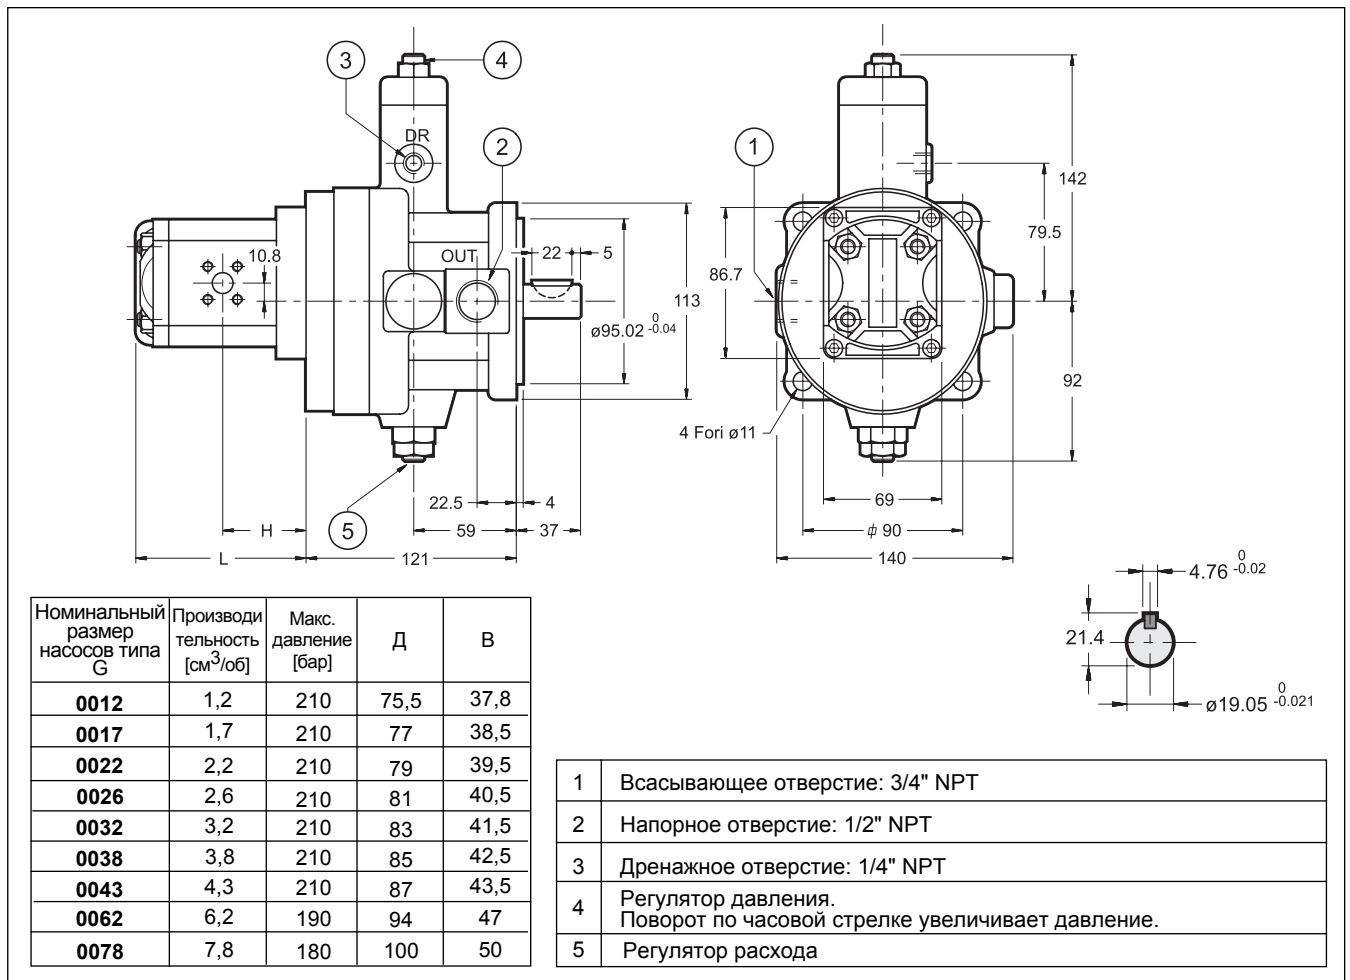 3
4
DR
2
1
142
79.5
10.8
OUT
22
5
86.7
113
ø95.02 0 -0.04
92
4 Fori ø11
22.5
4
69
H
5
59
37
⌀ 90
L
121
140
4.76 0 -0.02
21.4
ø19.05 0 -0.021
Номинальный
размер
насосов типа
G
Производи
тельность
[см3/об]
Макс.
давление
[бар]
Д
В
0012 1,2 210 75,5 37,8
0017 1,7 210 77 38,5
0022 2,2 210 79 39,5
0026 2,6 210 81 40,5
0032 3,2 210 83 41,5
0038 3,8 210 85 42,5
0043 4,3 210 87 43,5
0062 6,2 190 94 47
0078 7,8 180 100 50
1 Всасывающее отверстие: 3/4" NPT
2 Напорное отверстие: 1/2" NPT
3 Дренажное отверстие: 1/4" NPT
4 Регулятор давления.
Поворот по часовой стрелке увеличивает давление.
5 Регулятор расхода